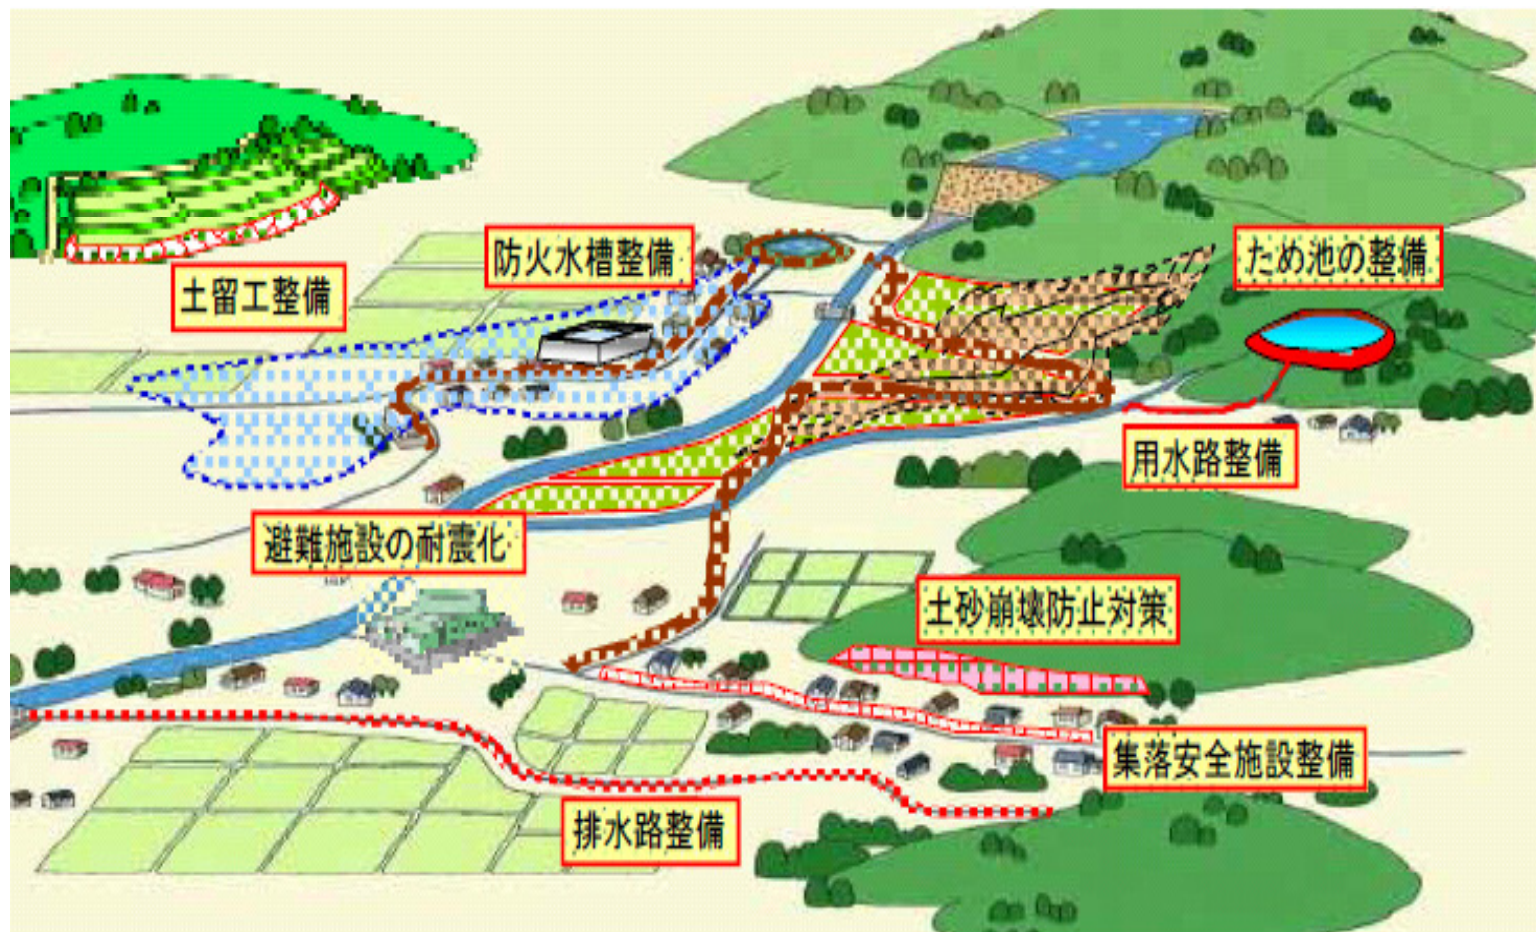 防火水槽整備
ため池の整備
土留工整備
用水路整備
避難施設の耐震化
土砂崩壊防止対策
集落安全施設整備
排水路整備